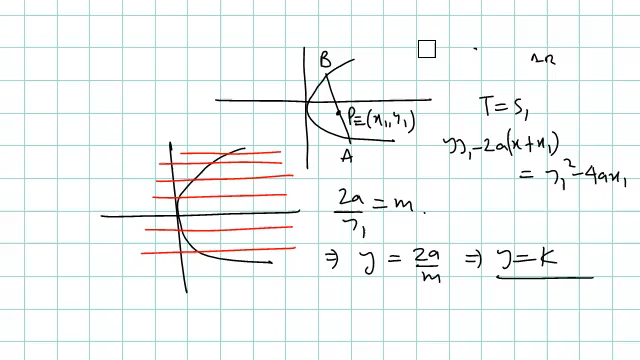 B
P≡(x₁,y₁)
A
T=S₁
yy₁-2a(x+x₁)
= y₁²-4ax₁
2a/y₁ = m.
⇒ y = 2a/m ⇒ y=K